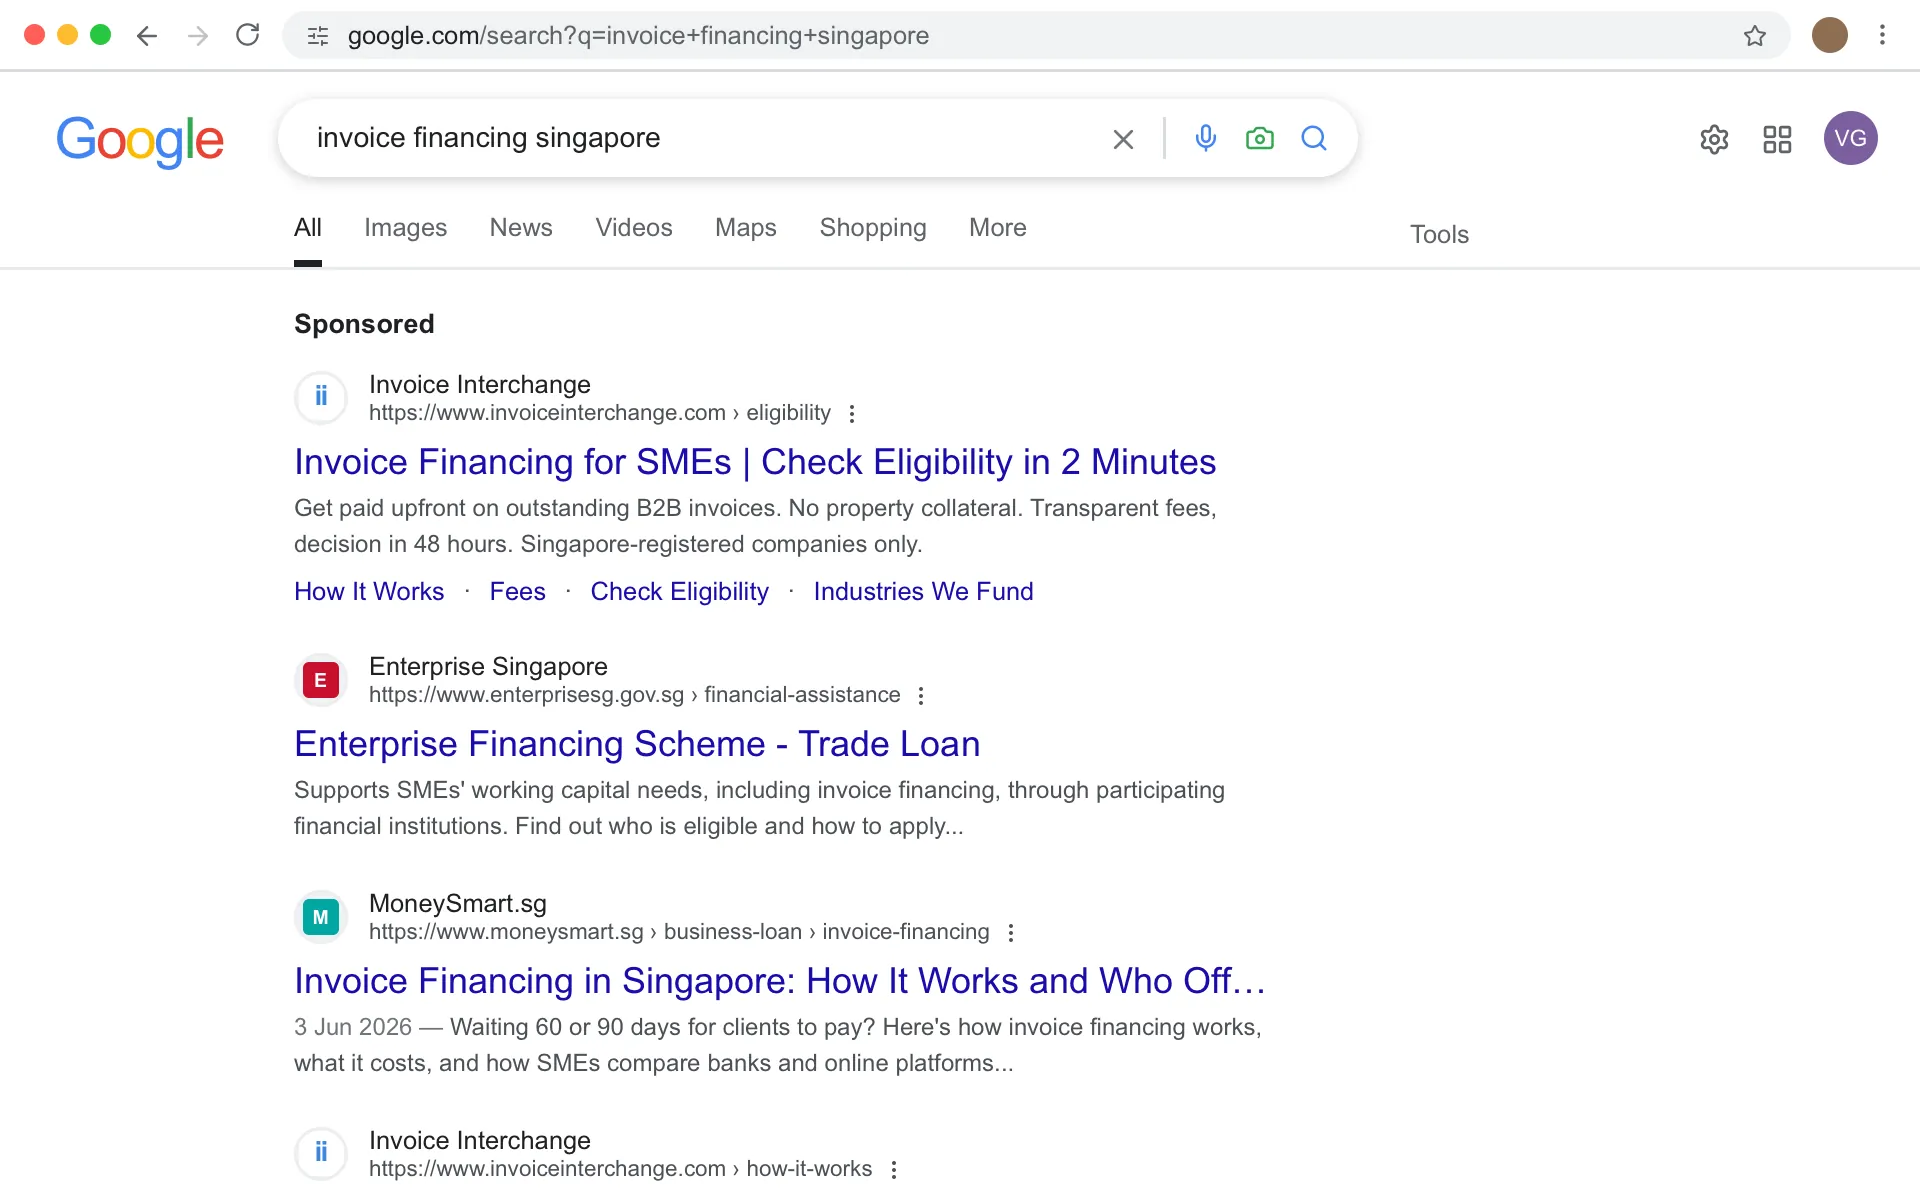 google.com/search?q=invoice+financing+singapore
Google
invoice financing singapore
VG
All Images News Videos Maps Shopping More Tools
Sponsored
ii
Invoice Interchange
https://www.invoiceinterchange.com › eligibility
Invoice Financing for SMEs | Check Eligibility in 2 Minutes
Get paid upfront on outstanding B2B invoices. No property collateral. Transparent fees,
decision in 48 hours. Singapore-registered companies only.
How It Works · Fees · Check Eligibility · Industries We Fund
E
Enterprise Singapore
https://www.enterprisesg.gov.sg › financial-assistance
Enterprise Financing Scheme - Trade Loan
Supports SMEs' working capital needs, including invoice financing, through participating
financial institutions. Find out who is eligible and how to apply...
M
MoneySmart.sg
https://www.moneysmart.sg › business-loan › invoice-financing
Invoice Financing in Singapore: How It Works and Who Off…
3 Jun 2026 — Waiting 60 or 90 days for clients to pay? Here's how invoice financing works,
what it costs, and how SMEs compare banks and online platforms...
ii
Invoice Interchange
https://www.invoiceinterchange.com › how-it-works